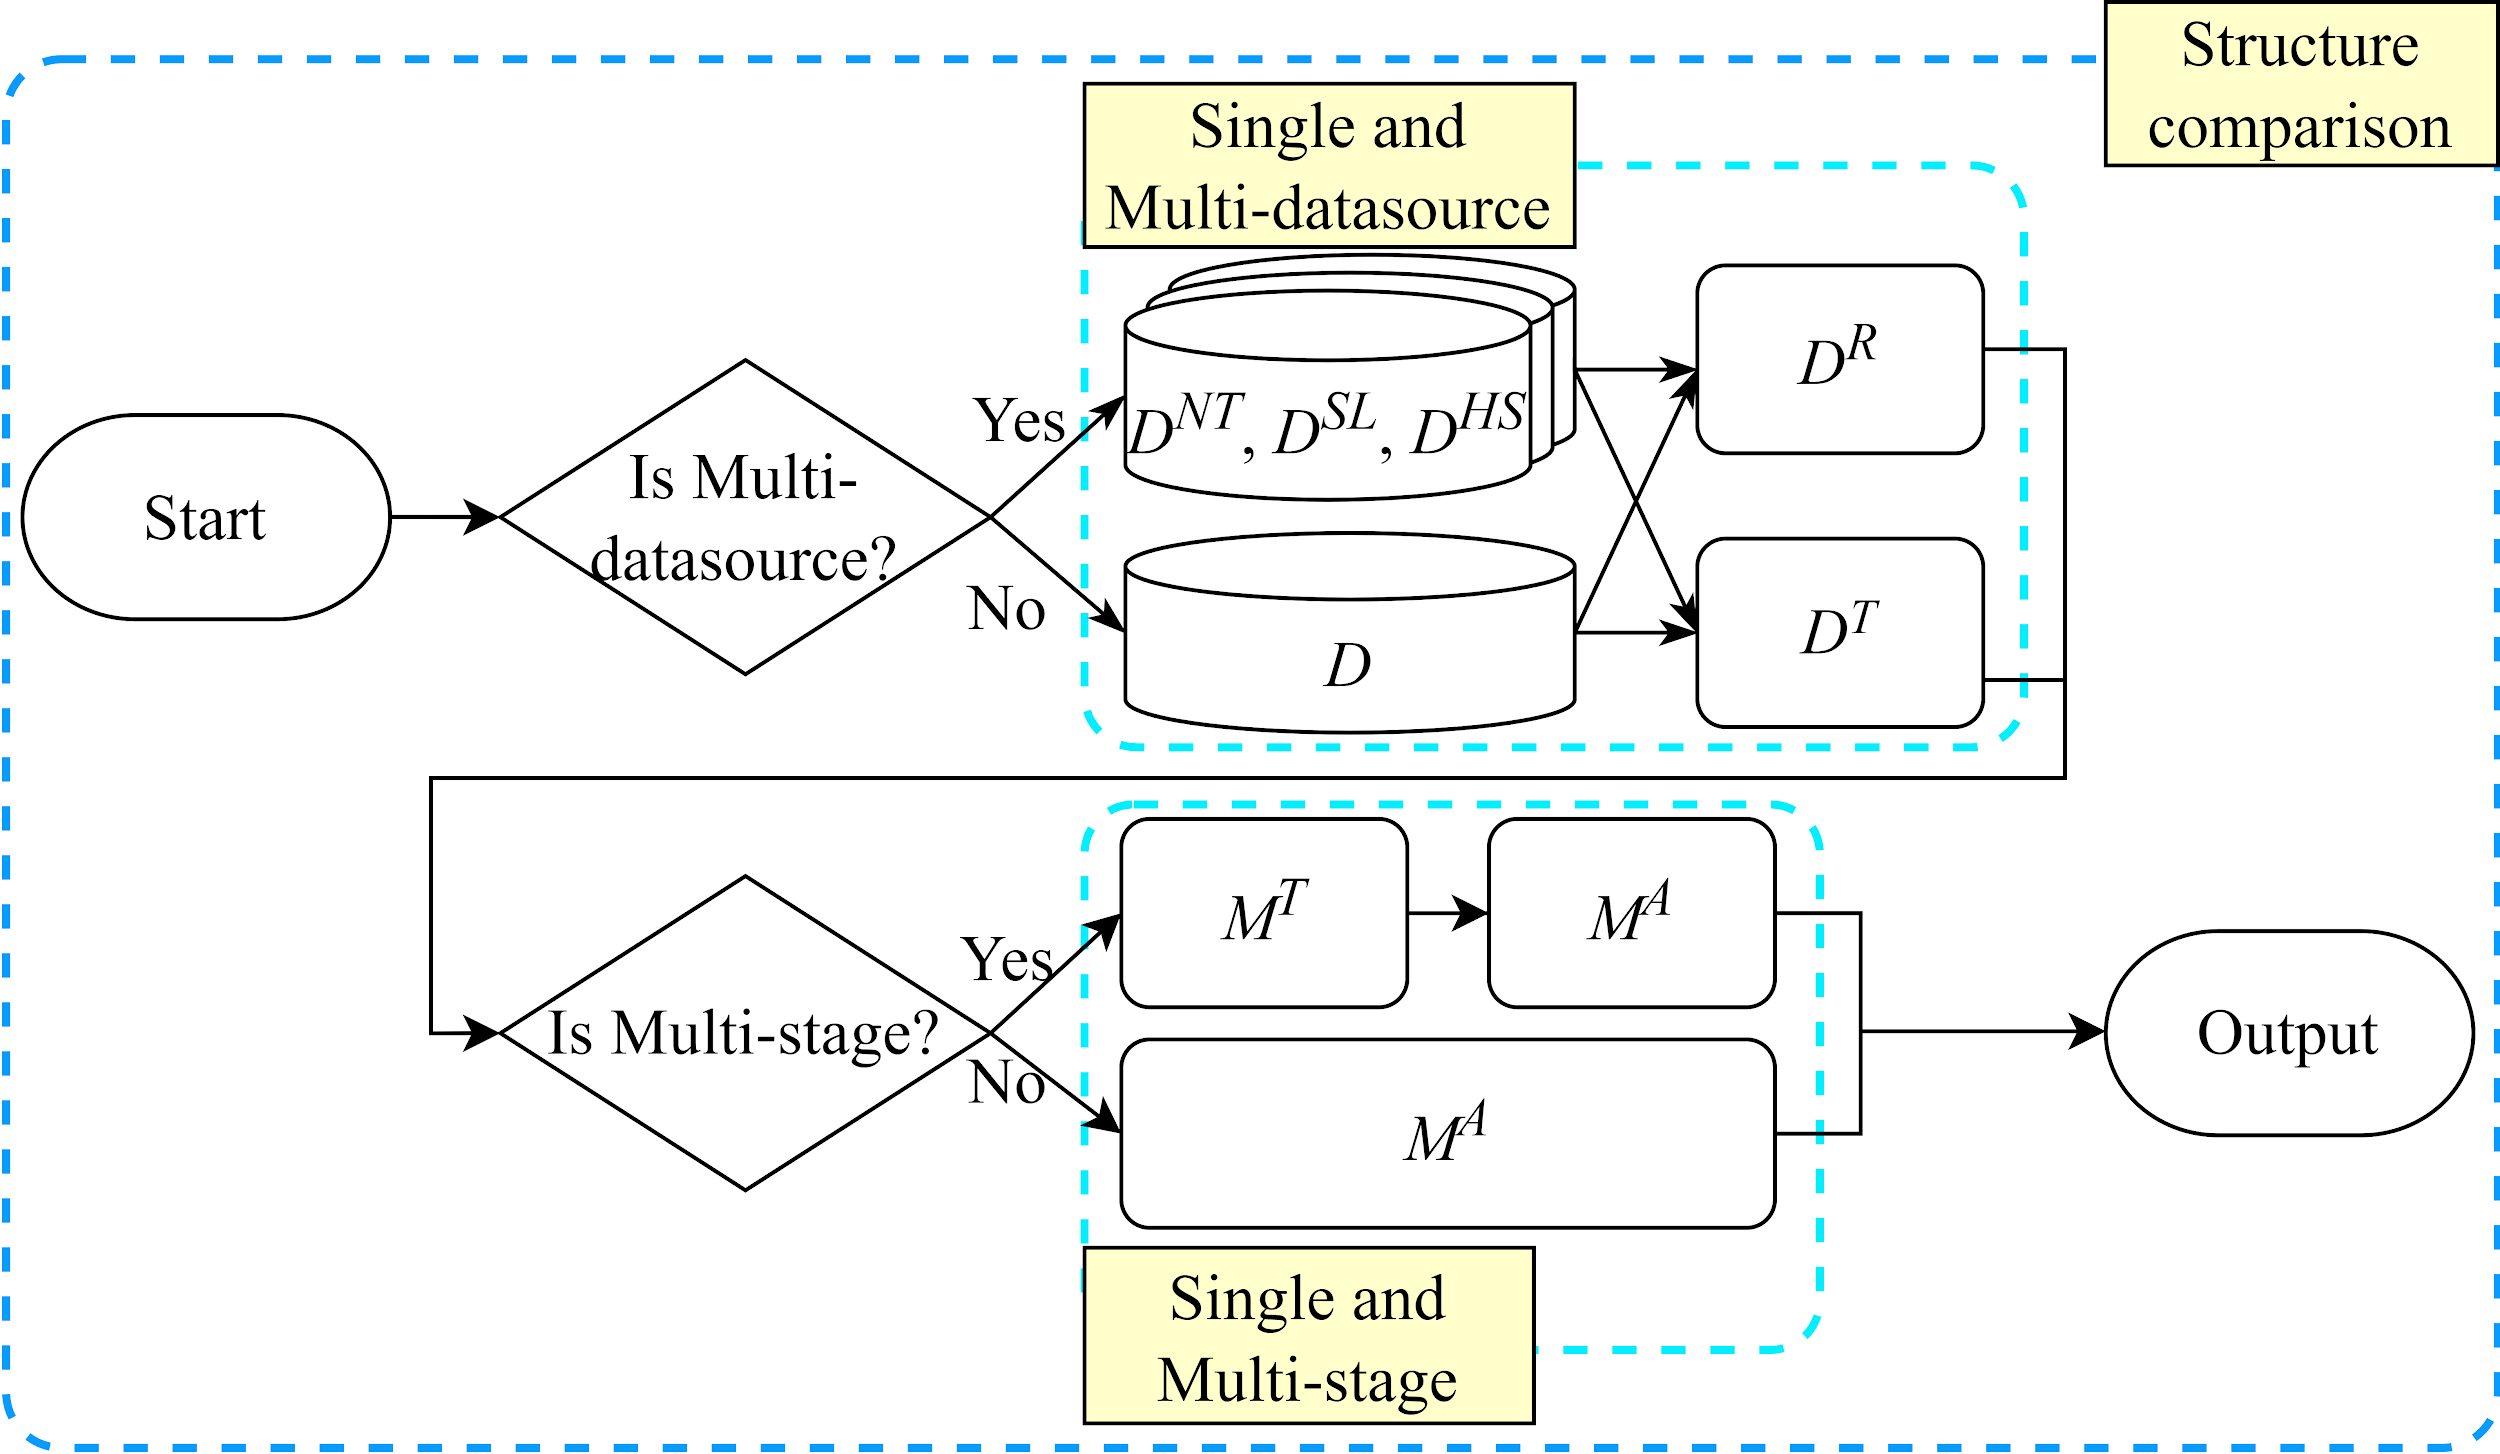 Structure
comparison
Single and
Multi-datasource
Start
Is Multi-
datasource?
Yes
No
D^{NT}, D^{SL}, D^{HS}
D
D^R
D^T
Is Multi-stage?
Yes
No
M^T
M^A
M^A
Output
Single and
Multi-stage